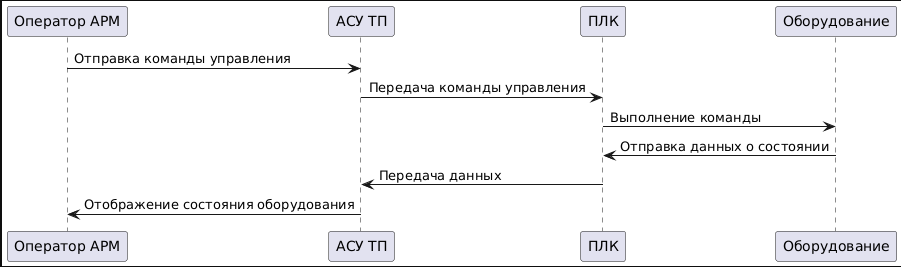 Оператор АРМ АСУ ТП ПЛК Оборудование
Отправка команды управления
Передача команды управления
Выполнение команды
Отправка данных о состоянии
Передача данных
Отображение состояния оборудования
Оператор АРМ АСУ ТП ПЛК Оборудование